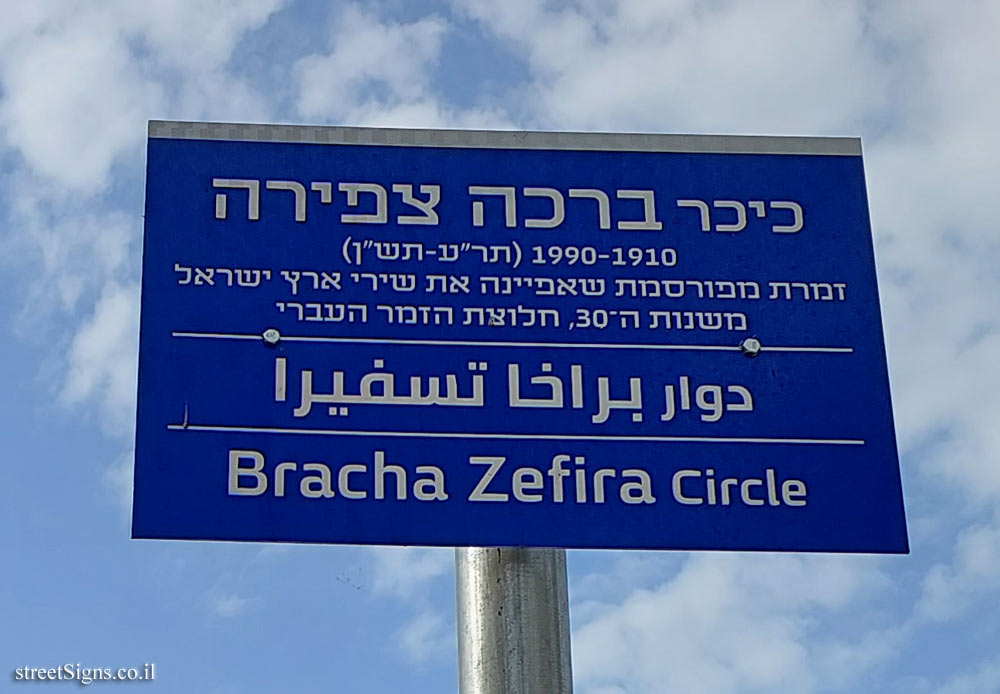 כיכר ברכה צפירה
1990-1910 (תר"ע-תש"ן)
זמרת מפורסמת שאפיינה את שירי ארץ ישראל
משנות ה־30, חלוצת הזמר העברי
دوار براخا تسفيرا
Bracha Zefira Circle
streetSigns.co.il